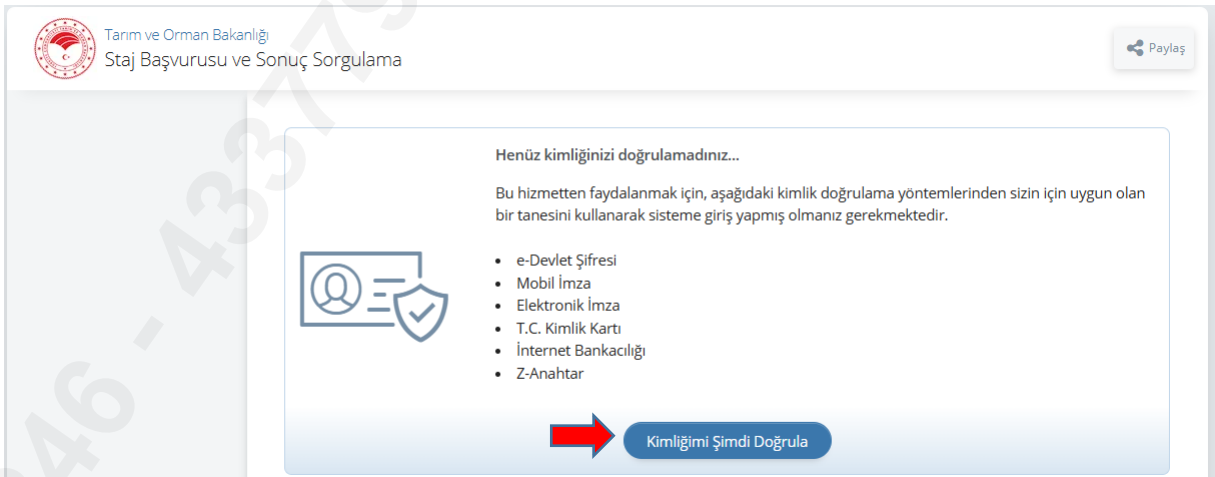 Tarım ve Orman Bakanlığı
Staj Başvurusu ve Sonuç Sorgulama
Paylaş
Henüz kimliğinizi doğrulamadınız...
Bu hizmetten faydalanmak için, aşağıdaki kimlik doğrulama yöntemlerinden sizin için uygun olan
bir tanesini kullanarak sisteme giriş yapmış olmanız gerekmektedir.
• e-Devlet Şifresi
• Mobil İmza
• Elektronik İmza
• T.C. Kimlik Kartı
• İnternet Bankacılığı
• Z-Anahtar
Kimliğimi Şimdi Doğrula